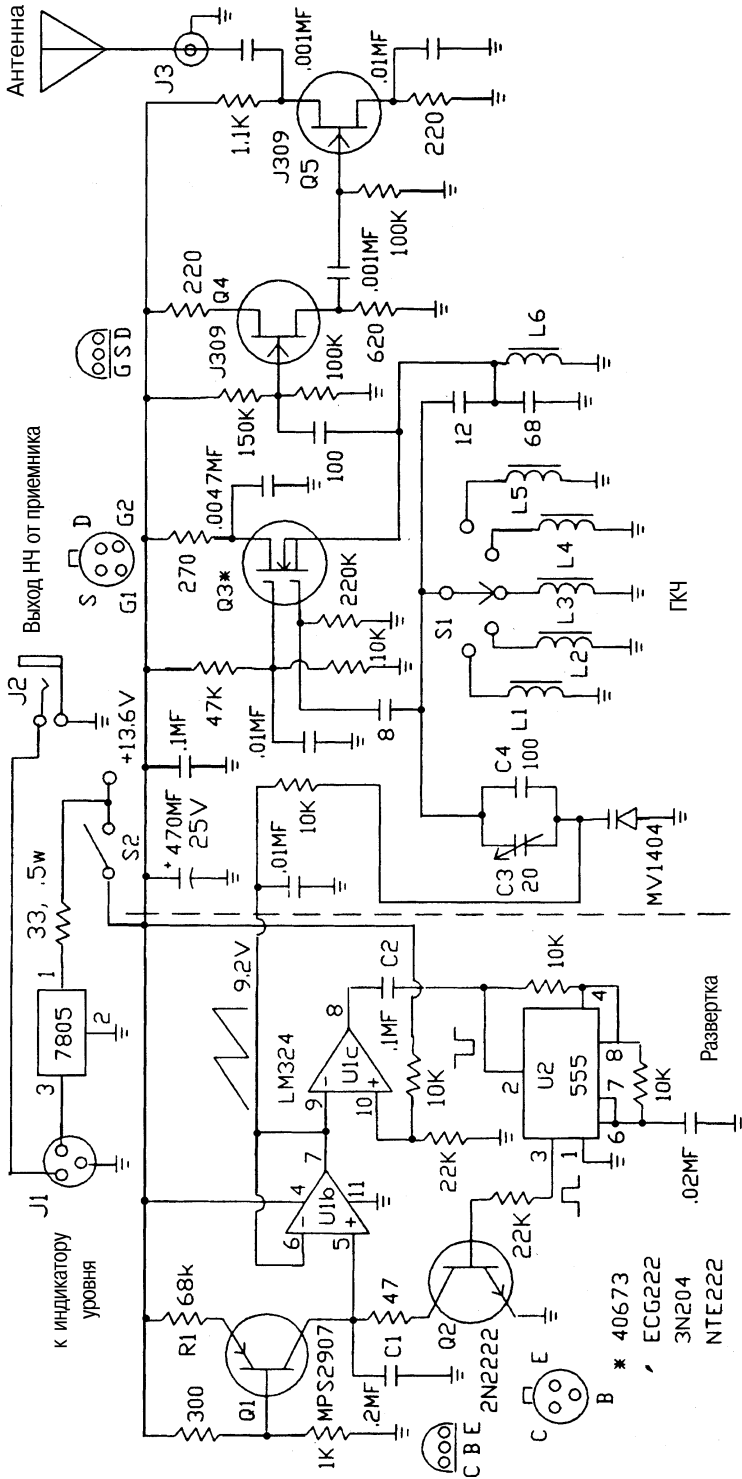 Антенна
J3
.001MF
1.1K
J309
Q5
.01MF
220
100K
.001MF
220
Q4
J309
620
G S D
150K
100K
100
L6
12
68
Выход НЧ от приемника
S
D
G1
G2
270
.0047MF
Q3*
220K
10K
47K
.01MF
8
S1
L1
L2
L3
L4
L5
ГКЧ
J2
+13.6V
S2
.1MF
+
470MF
25V
10K
.01MF
C3
20
C4
100
MV1404
33, .5w
7805
1
2
3
J1
к индикатору
уровня
9.2V
LM324
U1c
8
9
10
-
+
C2
.1MF
10K
22K
U1b
4
5
6
7
11
-
+
10K
U2
555
1
2
3
4
6
7
8
10K
.02MF
Развертка
R1
68k
300
Q1
MPS2907
1K
.2MF
C1
47
Q2
2N2222
22K
C B E
C
E
B
* 40673
, ECG222
3N204
NTE222